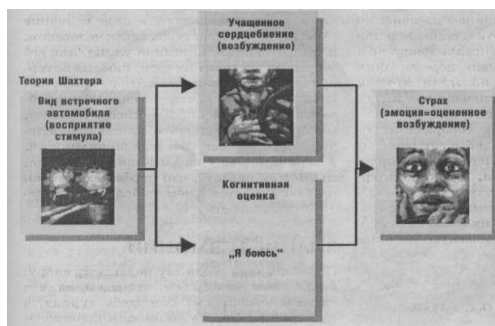 Теория Шахтера
Вид встречного
автомобиля
(восприятие
стимула)
Учащенное
сердцебиение
(возбуждение)
Когнитивная
оценка
„Я боюсь“
Страх
(эмоция=оцененное
возбуждение)